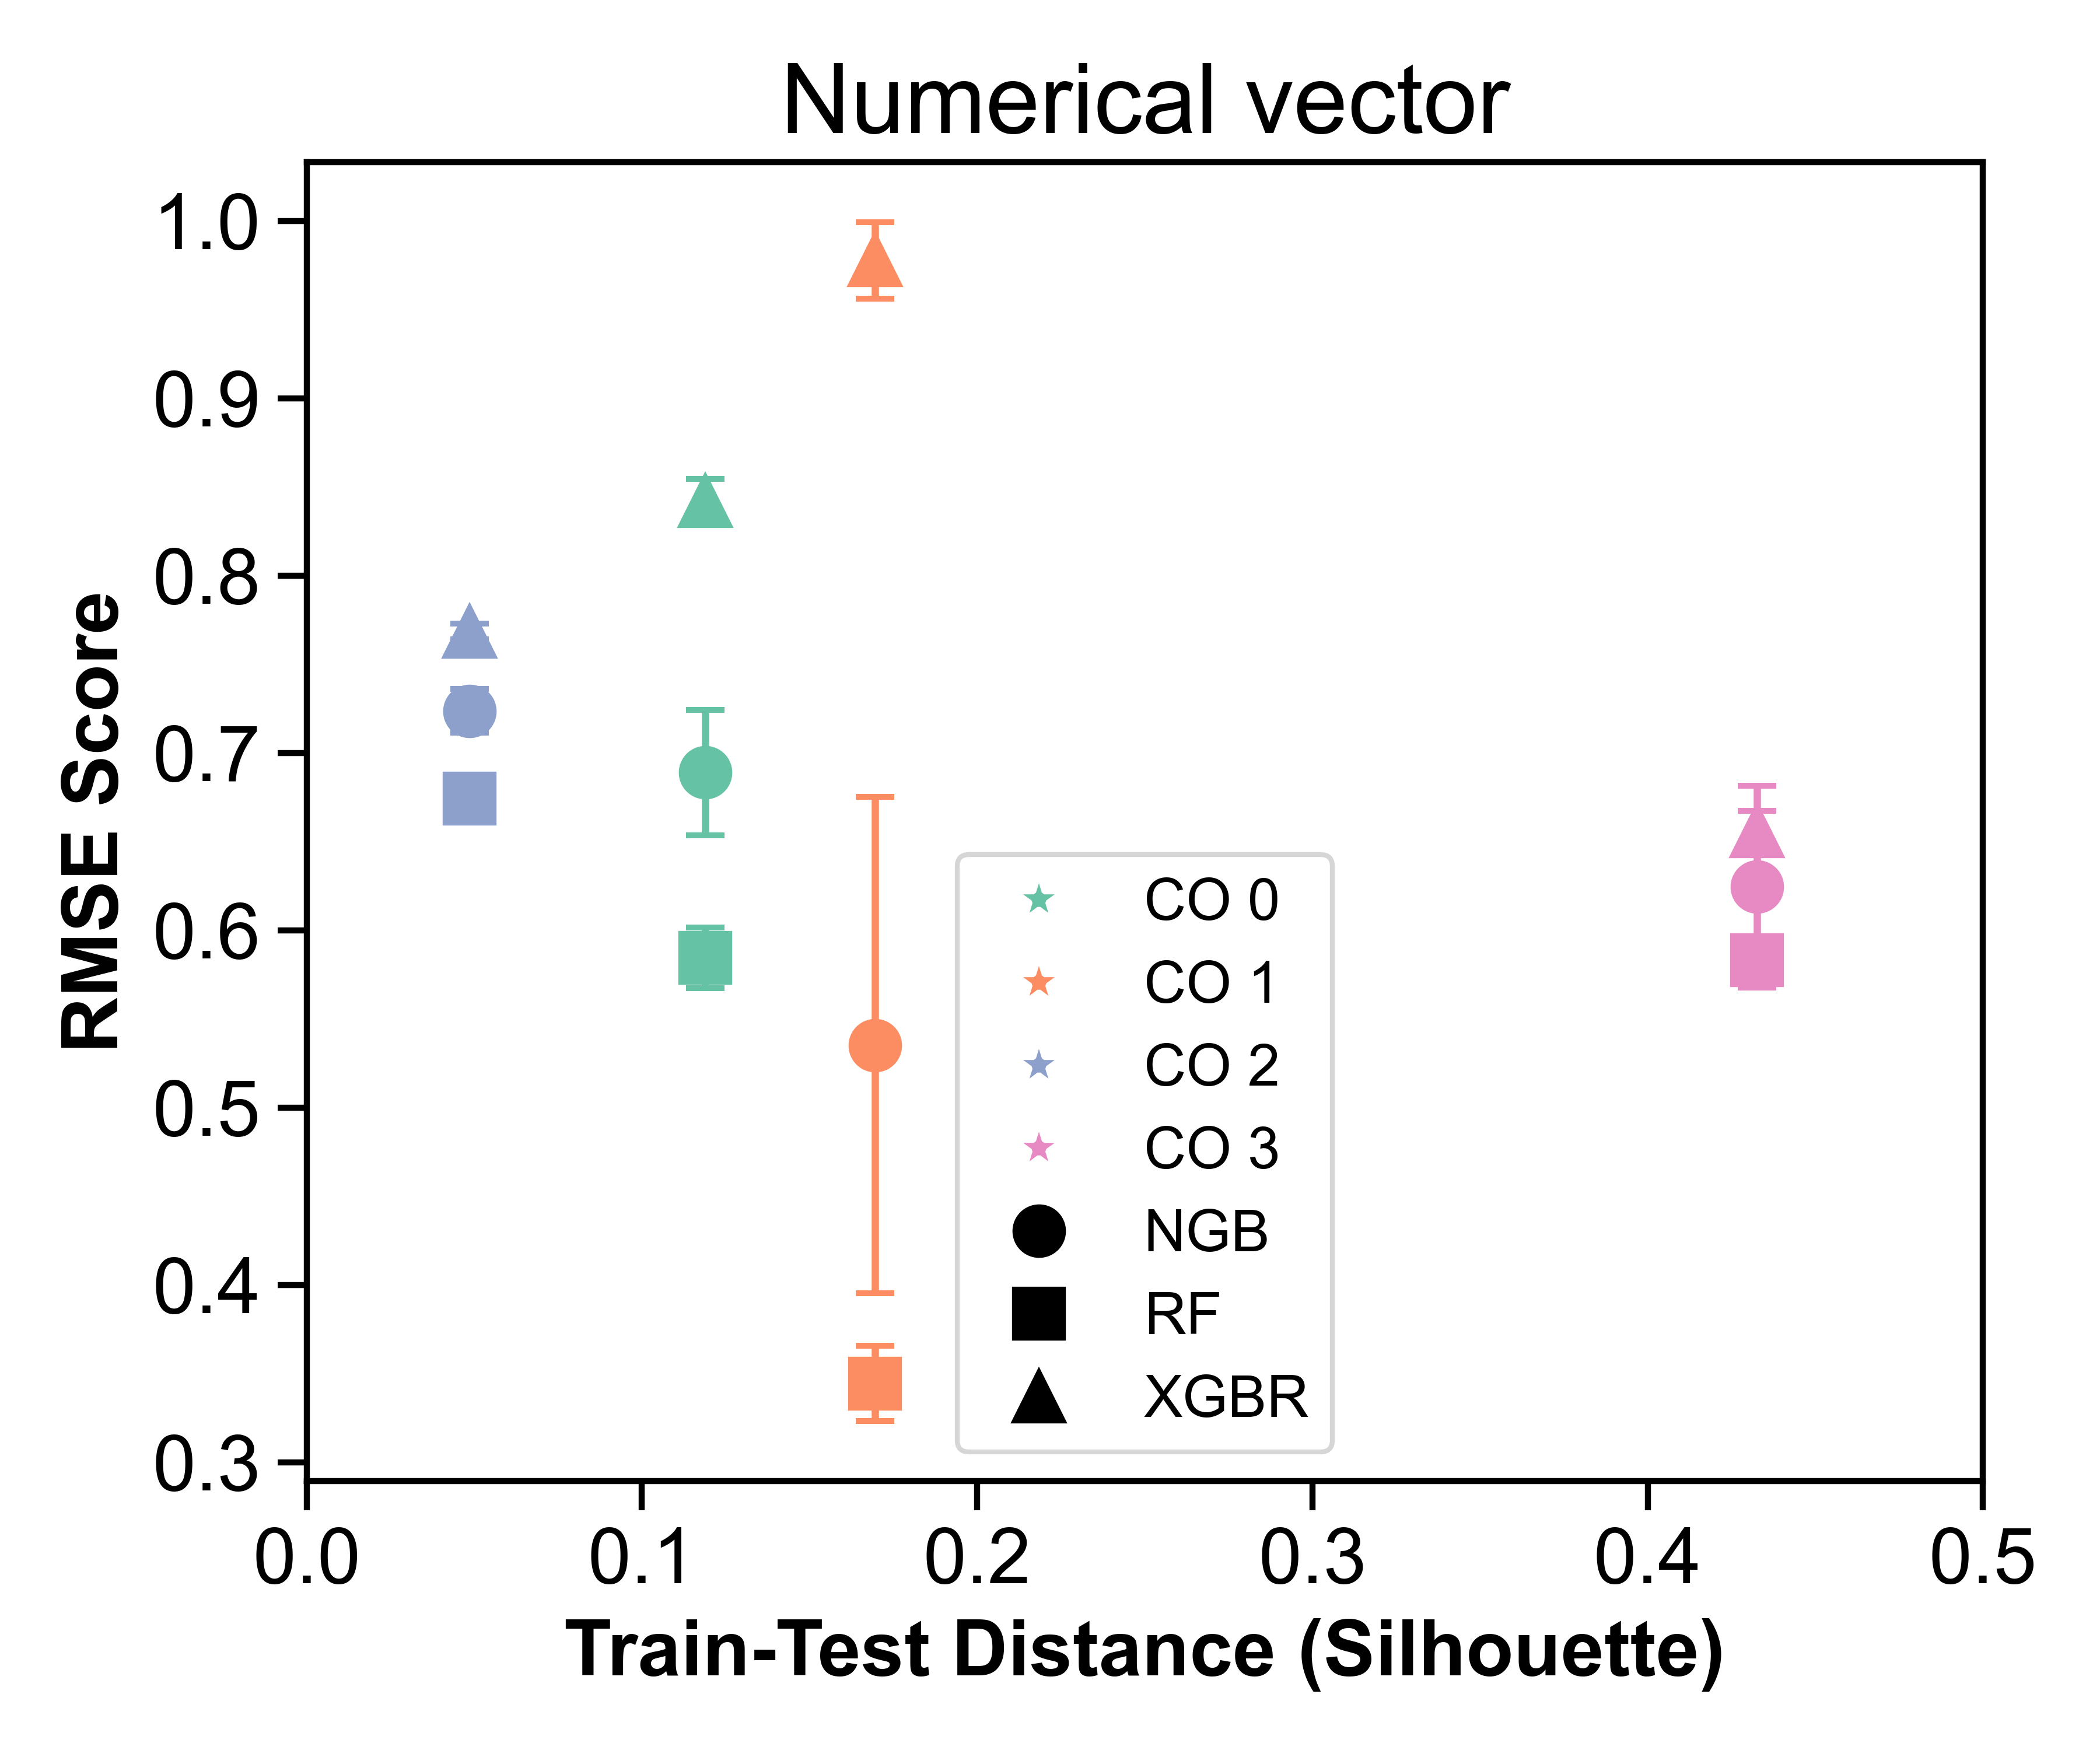 Numerical vector
1.0
0.9
0.8
0.7
0.6
0.5
0.4
0.3
RMSE Score
CO 0
CO 1
CO 2
CO 3
NGB
RF
XGBR
0.0 0.1 0.2 0.3 0.4 0.5
Train-Test Distance (Silhouette)